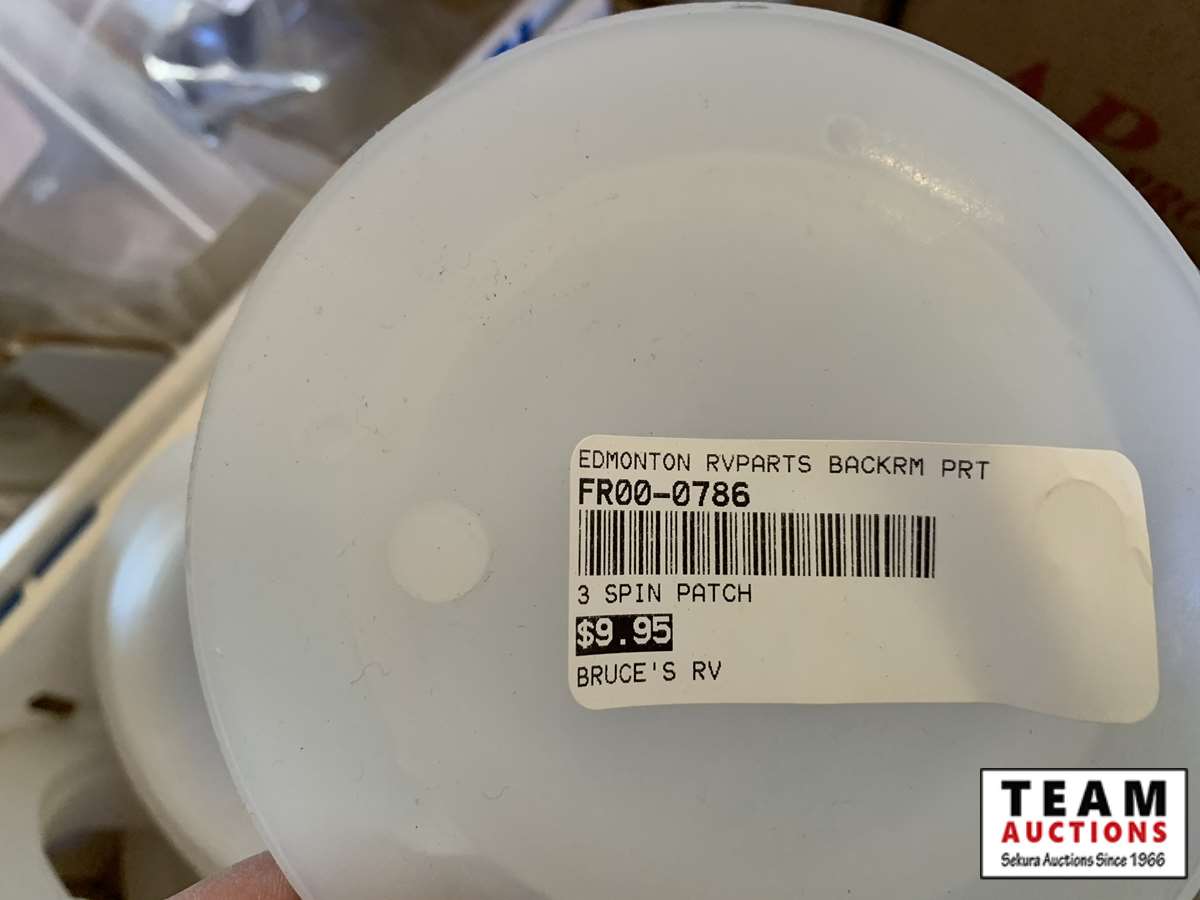 EDMONTON RVPARTS BACKRM PRT
FR00-0786
3 SPIN PATCH
$9.95
BRUCE'S RV
TEAM
AUCTIONS
Sekura Auctions Since 1966